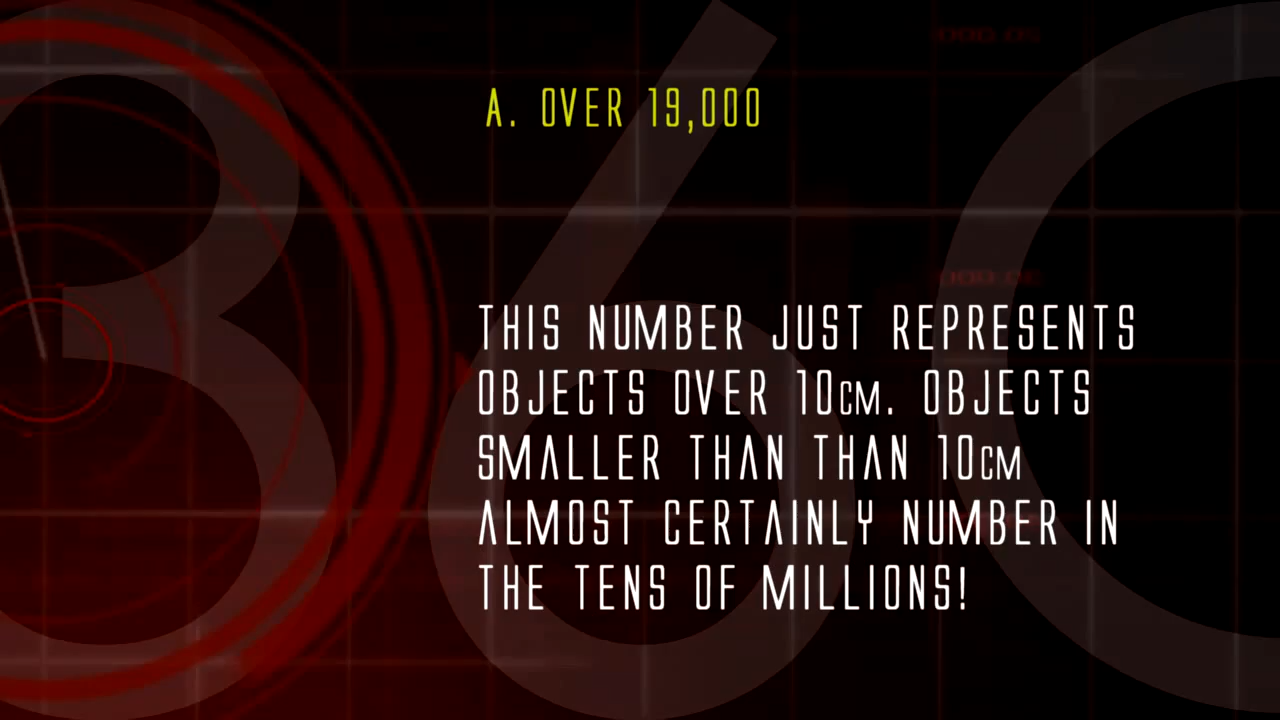 360
A. OVER 19,000
THIS NUMBER JUST REPRESENTS
OBJECTS OVER 10CM. OBJECTS
SMALLER THAN THAN 10CM
ALMOST CERTAINLY NUMBER IN
THE TENS OF MILLIONS!